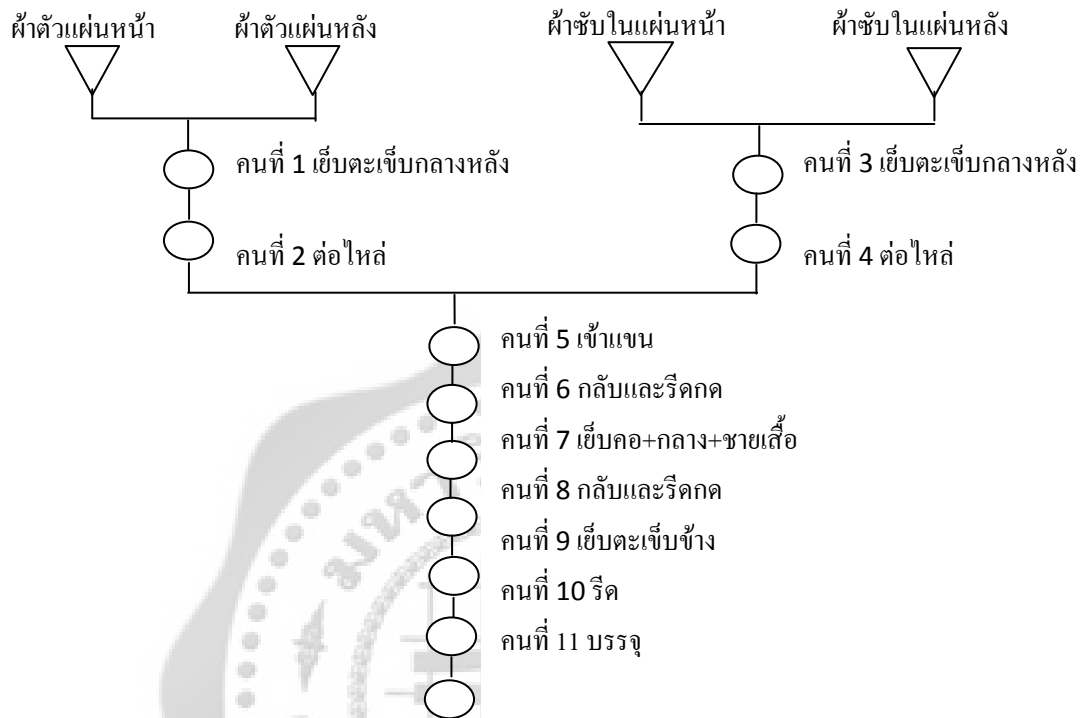 ผ้าตัวแผ่นหน้า ผ้าตัวแผ่นหลัง ผ้าซับในแผ่นหน้า ผ้าซับในแผ่นหลัง
คนที่ 1 เย็บตะเข็บกลางหลัง
คนที่ 3 เย็บตะเข็บกลางหลัง
คนที่ 2 ต่อไหล่
คนที่ 4 ต่อไหล่
คนที่ 5 เข้าแขน
คนที่ 6 กลับและรีดกด
คนที่ 7 เย็บคอ+กลาง+ชายเสื้อ
คนที่ 8 กลับและรีดกด
คนที่ 9 เย็บตะเข็บข้าง
คนที่ 10 รีด
คนที่ 11 บรรจุ